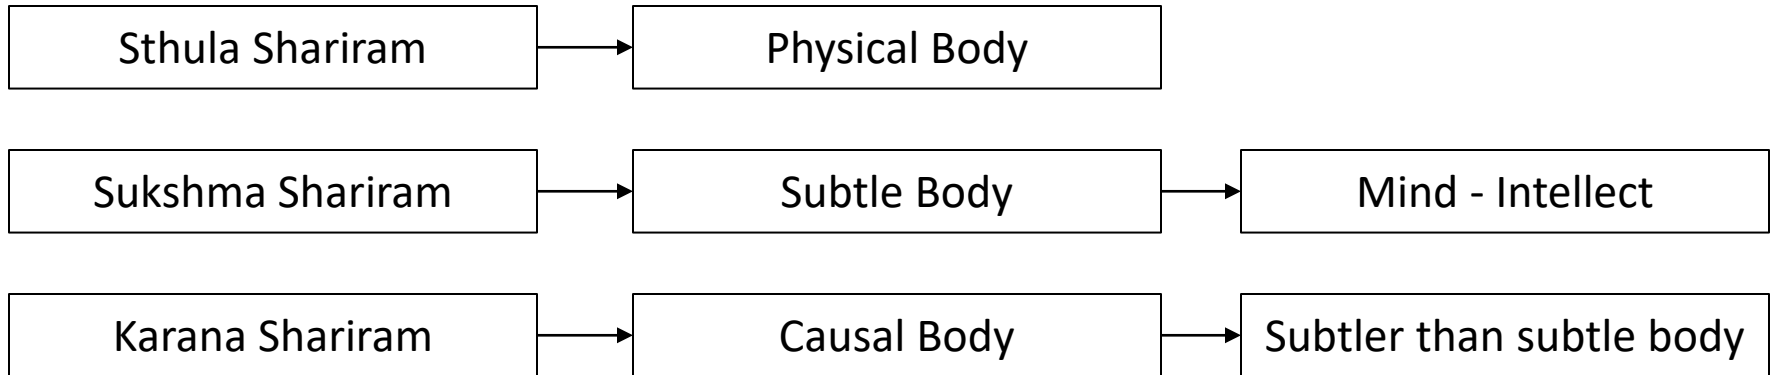 Sthula Shariram Physical Body
Sukshma Shariram Subtle Body Mind - Intellect
Karana Shariram Causal Body Subtler than subtle body